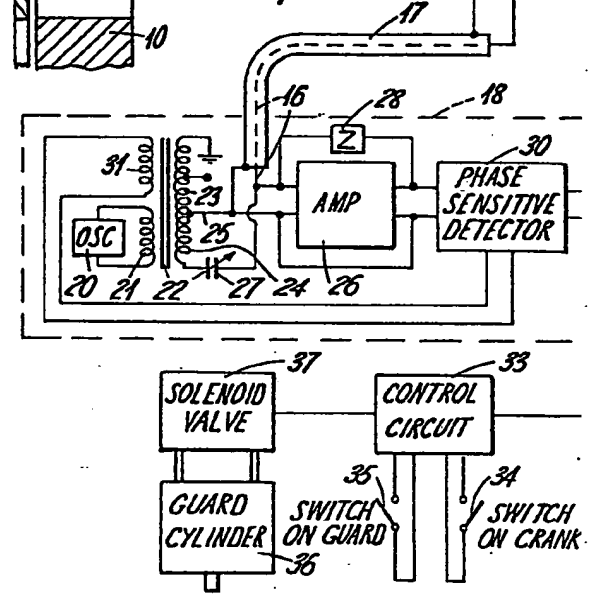 17
10
16
28
18
31
Z
30
PHASE
SENSITIVE
DETECTOR
23
AMP
OSC
25
20
21
22
27
24
26
37
33
SOLENOID
VALVE
CONTROL
CIRCUIT
35
34
GUARD
CYLINDER
SWITCH
ON GUARD
SWITCH
ON CRANK
36